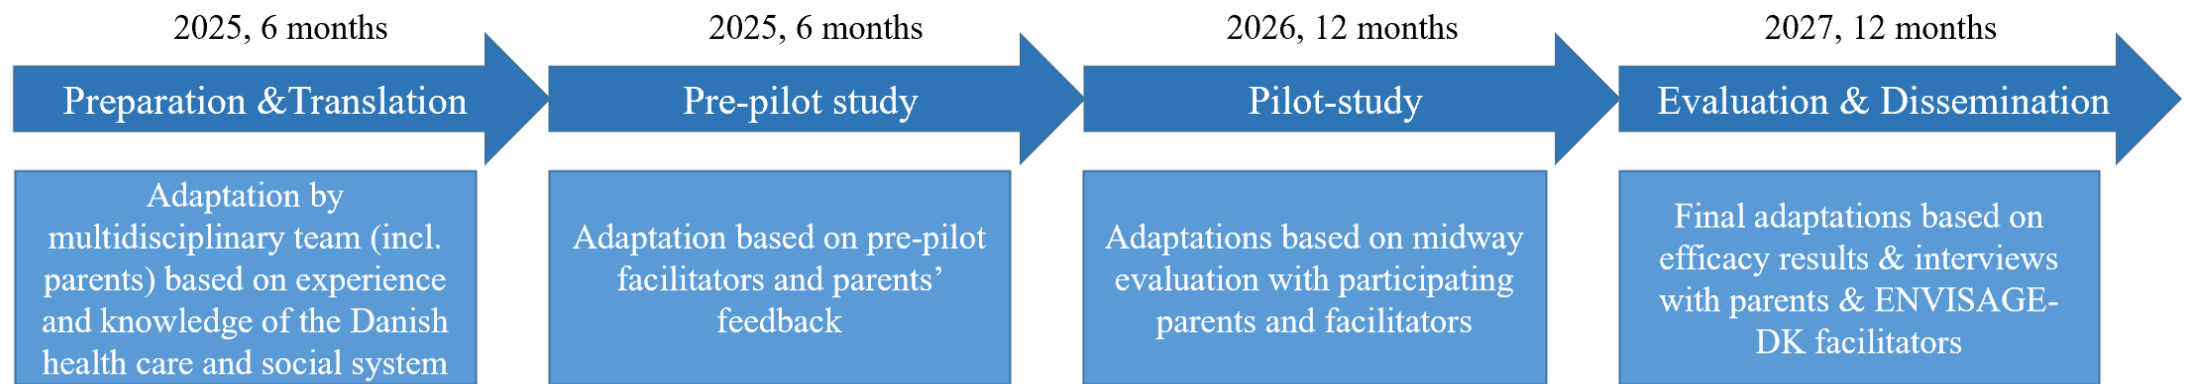 2025, 6 months
Preparation &Translation
Adaptation by
multidisciplinary team (incl.
parents) based on experience
and knowledge of the Danish
health care and social system
2025, 6 months
Pre-pilot study
Adaptation based on pre-pilot
facilitators and parents’
feedback
2026, 12 months
Pilot-study
Adaptations based on midway
evaluation with participating
parents and facilitators
2027, 12 months
Evaluation & Dissemination
Final adaptations based on
efficacy results & interviews
with parents & ENVISAGE-
DK facilitators